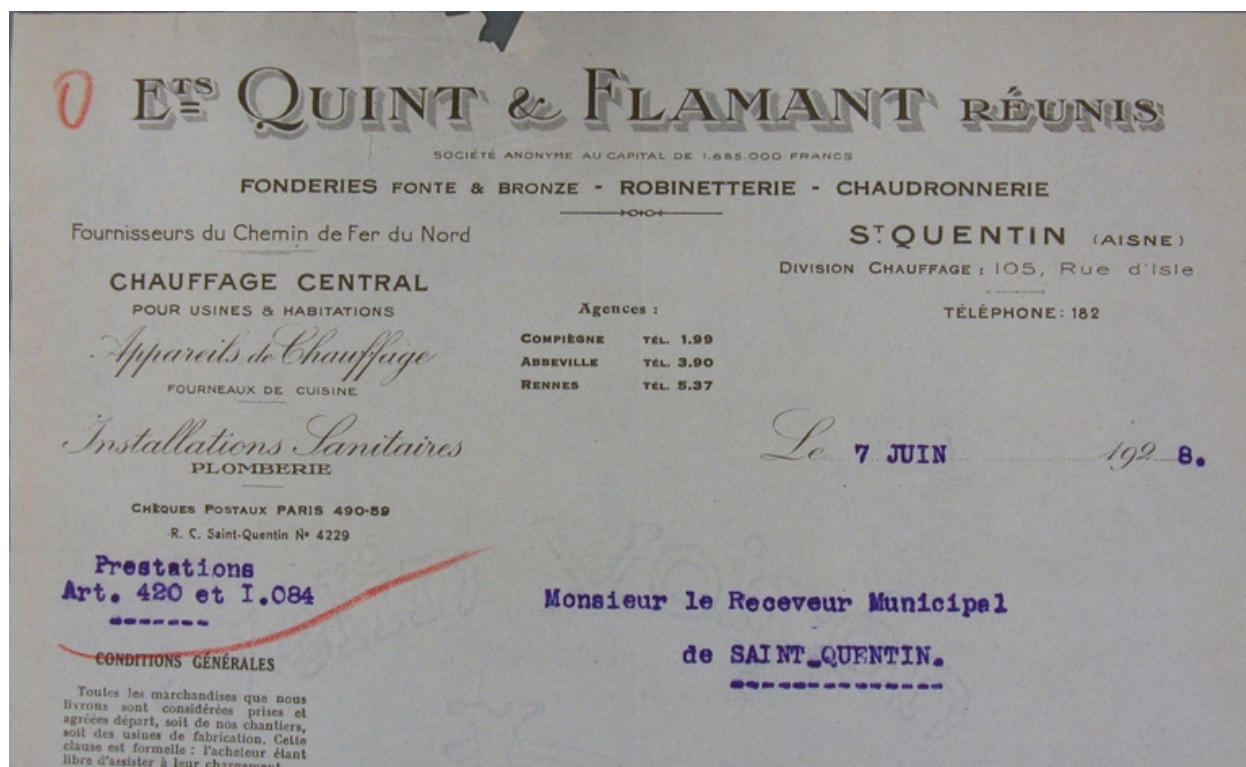 ETS QUINT & FLAMANT RÉUNIS
SOCIÉTÉ ANONYME AU CAPITAL DE 1.685.000 FRANCS
FONDERIES FONTE & BRONZE - ROBINETTERIE - CHAUDRONNERIE
Fournisseurs du Chemin de Fer du Nord
CHAUFFAGE CENTRAL
POUR USINES & HABITATIONS
Appareils de Chauffage
FOURNEAUX DE CUISINE
Installations Sanitaires
PLOMBERIE
CHÈQUES POSTAUX PARIS 490-59
R. C. Saint-Quentin Nº 4229
Agences :
COMPIÈGNE TÉL. 1.99
ABBEVILLE TÉL. 3.90
RENNES TÉL. 5.37
ST QUENTIN (AISNE)
DIVISION CHAUFFAGE : 105, Rue d'Isle
TÉLÉPHONE: 182
Le 7 JUIN 192 8.
Prestations
Art. 420 et I.084
Monsieur le Receveur Municipal
de SAINT_QUENTIN.
CONDITIONS GÉNÉRALES
Toutes les marchandises que nous
livrons sont considérées prises et
agréées départ, soit de nos chantiers,
soit des usines de fabrication. Cette
clause est formelle : l'acheteur étant
libre d'assister à leur chargement